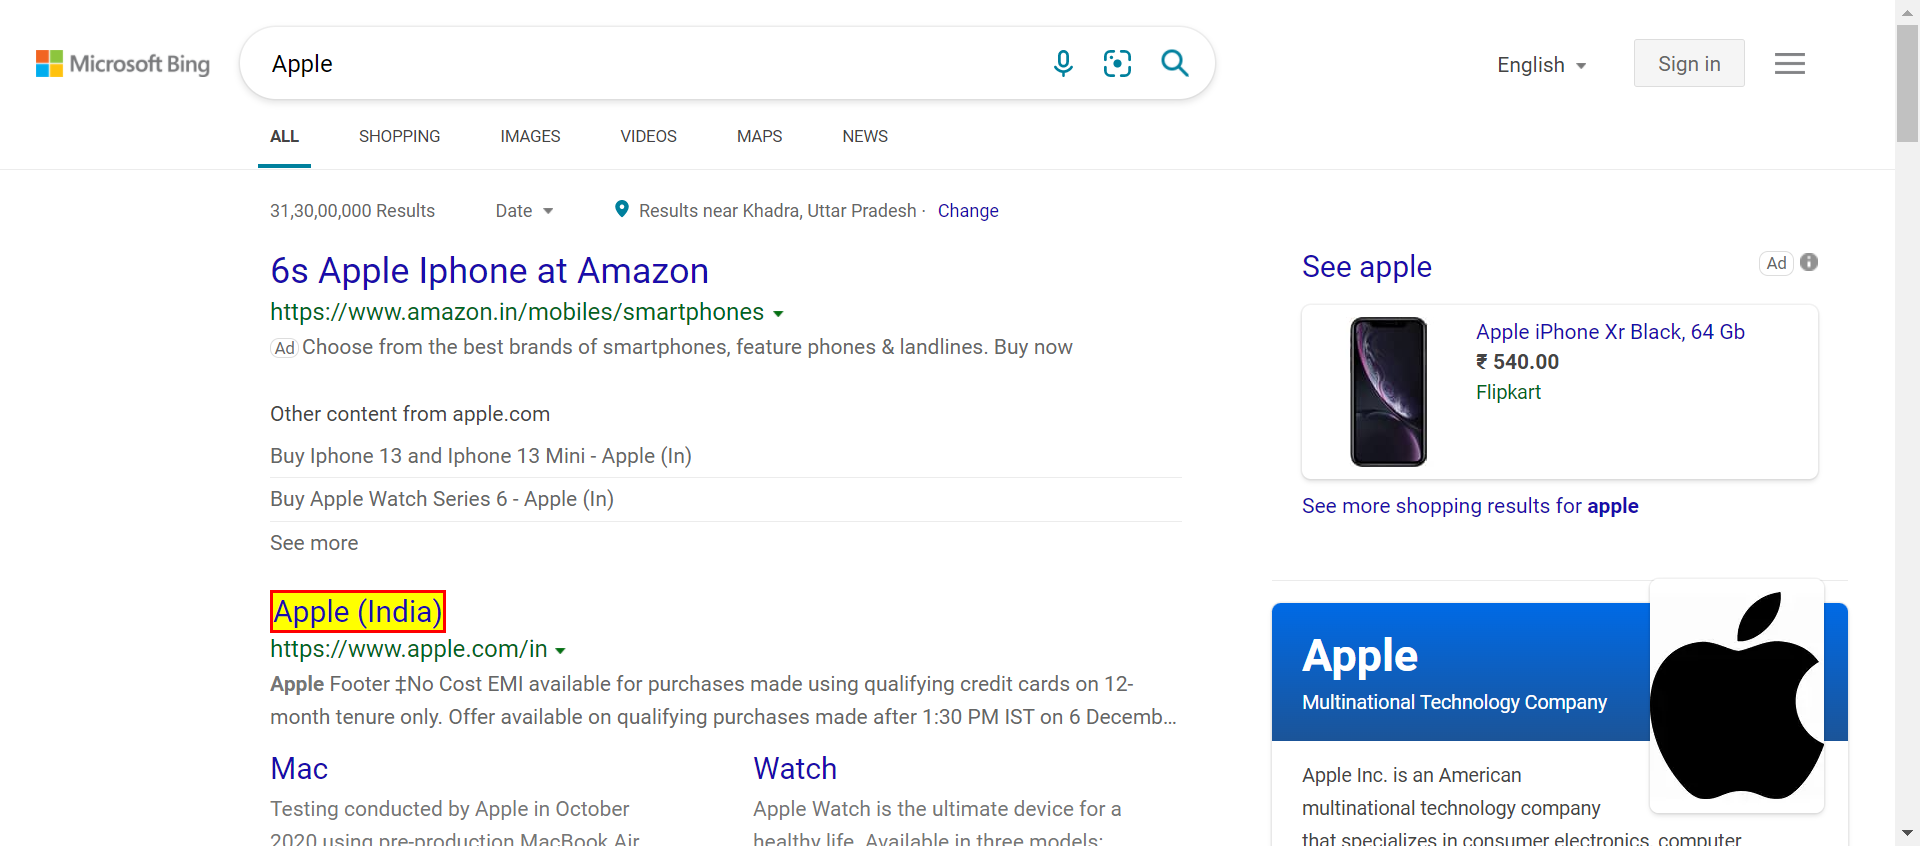 Microsoft Bing
Apple
English
Sign in
ALL
SHOPPING
IMAGES
VIDEOS
MAPS
NEWS
31,30,00,000 Results
Date
Results near Khadra, Uttar Pradesh · Change
6s Apple Iphone at Amazon
https://www.amazon.in/mobiles/smartphones
Ad Choose from the best brands of smartphones, feature phones & landlines. Buy now
Other content from apple.com
Buy Iphone 13 and Iphone 13 Mini - Apple (In)
Buy Apple Watch Series 6 - Apple (In)
See more
Apple (India)
https://www.apple.com/in
Apple Footer ‡No Cost EMI available for purchases made using qualifying credit cards on 12-
month tenure only. Offer available on qualifying purchases made after 1:30 PM IST on 6 Decemb…
Mac
Testing conducted by Apple in October
2020 using pre-production MacBook Air
Watch
Apple Watch is the ultimate device for a
healthy life. Available in three models:
See apple
Ad
Apple iPhone Xr Black, 64 Gb
₹ 540.00
Flipkart
See more shopping results for apple
Apple
Multinational Technology Company
Apple Inc. is an American
multinational technology company
that specializes in consumer electronics, computer